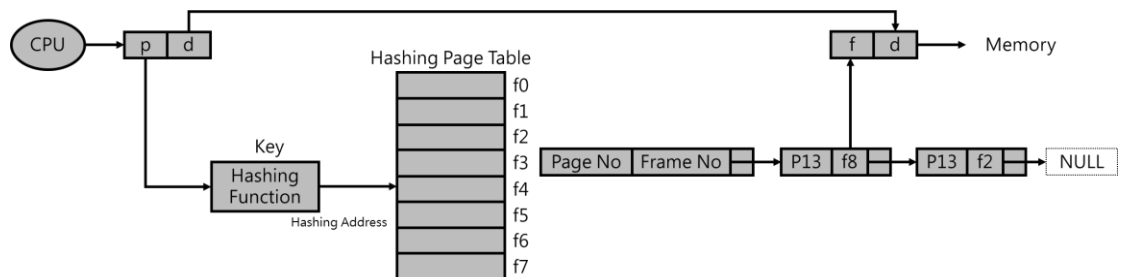 CPU
p d
f d
Memory
Hashing Page Table
f0
f1
f2
f3
f4
f5
f6
f7
Key
Hashing
Function
Hashing Address
Page No Frame No
P13 f8
P13 f2
NULL